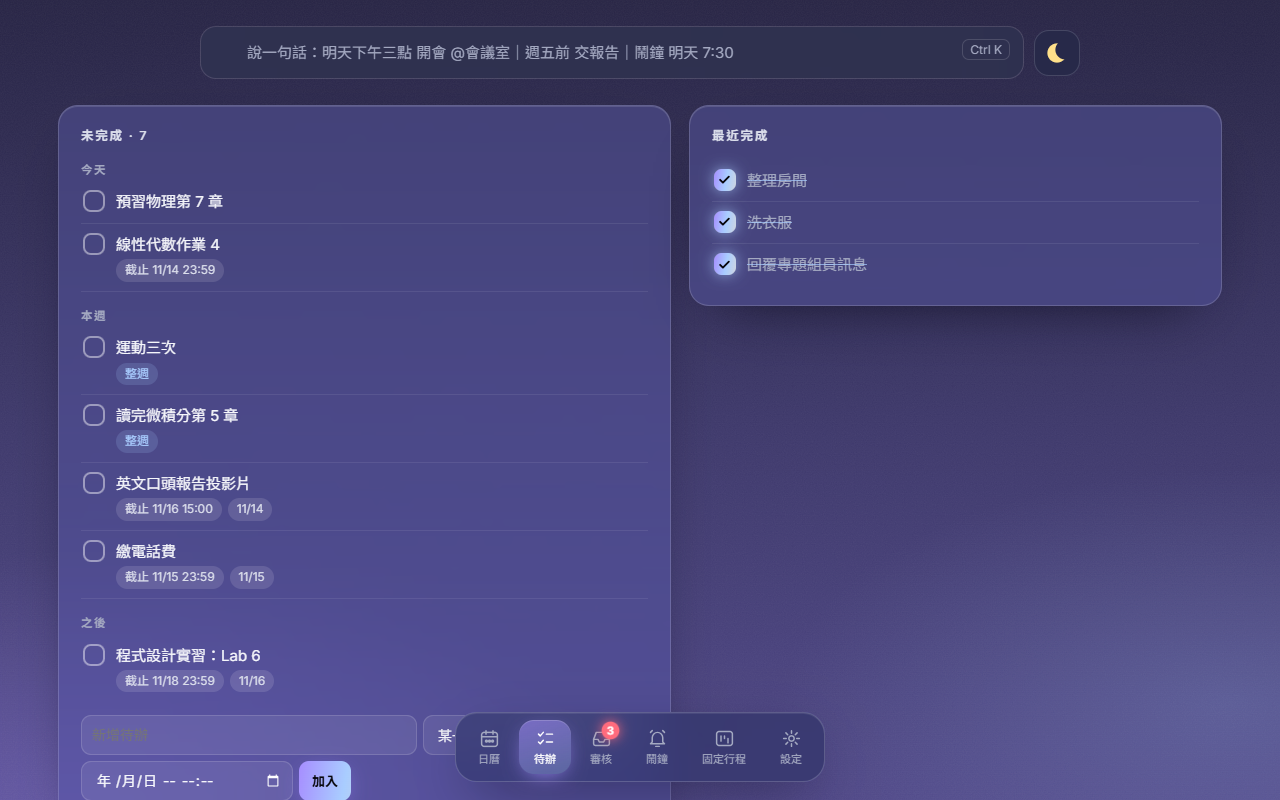 說一句話：明天下午三點 開會 @會議室｜週五前 交報告｜鬧鐘 明天 7:30
Ctrl K
未完成 · 7
今天
預習物理第 7 章
線性代數作業 4
截止 11/14 23:59
本週
運動三次
整週
讀完微積分第 5 章
整週
英文口頭報告投影片
截止 11/16 15:00 11/14
繳電話費
截止 11/15 23:59 11/15
之後
程式設計實習：Lab 6
截止 11/18 23:59 11/16
新增待辦
某
年 /月/日 -- --:--
加入
最近完成
整理房間
洗衣服
回覆專題組員訊息
3
日曆 待辦 審核 鬧鐘 固定行程 設定